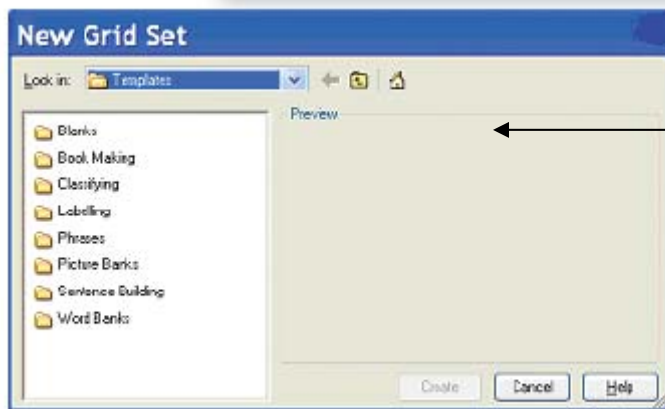 New Grid Set
Look in: Templates
Preview
Blanks
Book Making
Classifying
Labelling
Phrases
Picture Banks
Sentence Building
Word Banks
Create Cancel Help